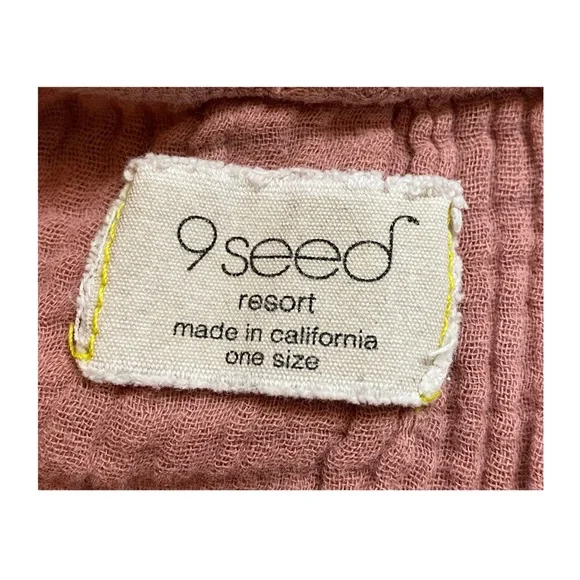 9seed
resort
made in california
one size